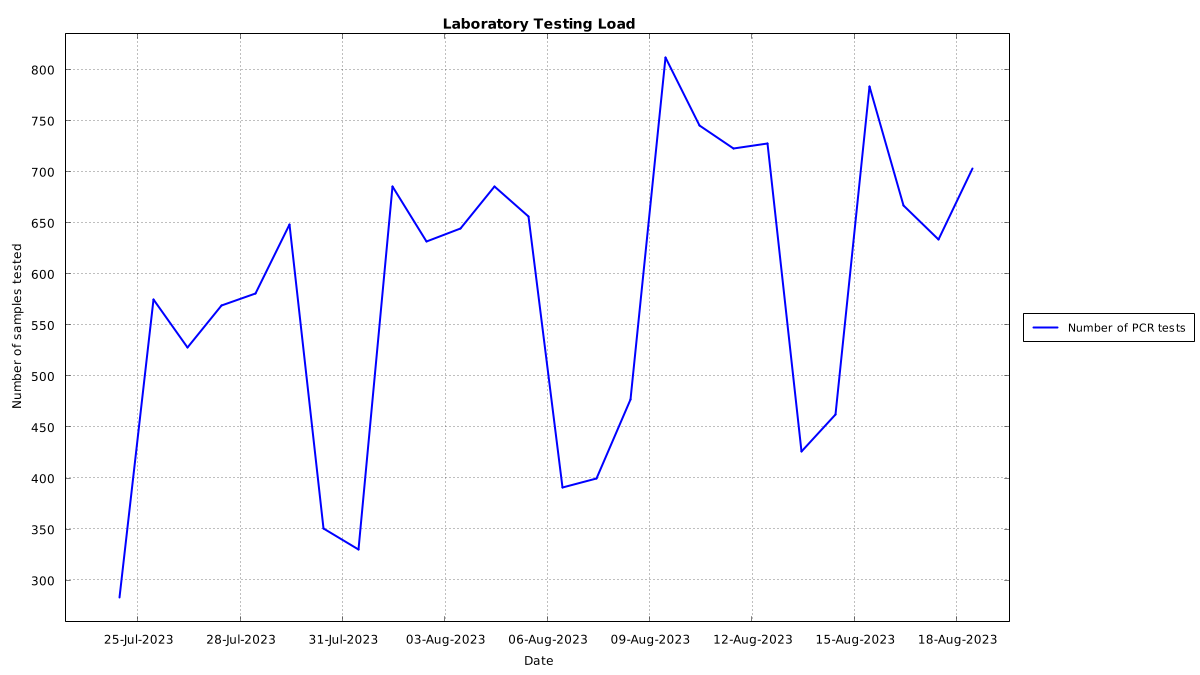 Laboratory Testing Load
800
750
700
650
600
550
500
450
400
350
300
Number of samples tested
25-Jul-2023 28-Jul-2023 31-Jul-2023 03-Aug-2023 06-Aug-2023 09-Aug-2023 12-Aug-2023 15-Aug-2023 18-Aug-2023
Date
Number of PCR tests